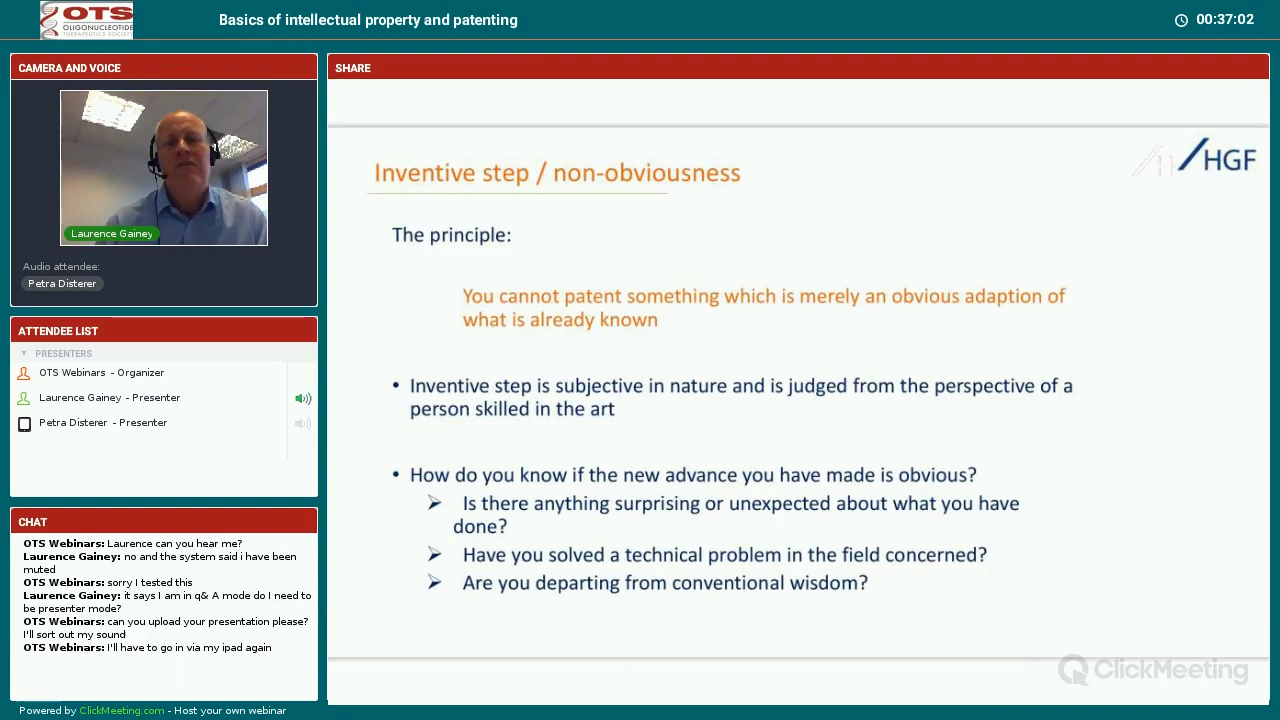 OTS
OLIGONUCLEOTIDE
THERAPEUTICS SOCIETY
Basics of intellectual property and patenting
00:37:02
CAMERA AND VOICE
Laurence Gainey
Audio attendee:
Petra Disterer
ATTENDEE LIST
PRESENTERS
OTS Webinars - Organizer
Laurence Gainey - Presenter
Petra Disterer - Presenter
CHAT
OTS Webinars: Laurence can you hear me?
Laurence Gainey: no and the system said i have been
muted
OTS Webinars: sorry I tested this
Laurence Gainey: it says I am in q& A mode do I need to
be presenter mode?
OTS Webinars: can you upload your presentation please?
I'll sort out my sound
OTS Webinars: I'll have to go in via my ipad again
Powered by ClickMeeting.com - Host your own webinar
SHARE
HGF
Inventive step / non-obviousness
The principle:
You cannot patent something which is merely an obvious adaption of
what is already known
• Inventive step is subjective in nature and is judged from the perspective of a
person skilled in the art
• How do you know if the new advance you have made is obvious?
➢ Is there anything surprising or unexpected about what you have
done?
➢ Have you solved a technical problem in the field concerned?
➢ Are you departing from conventional wisdom?
ClickMeeting